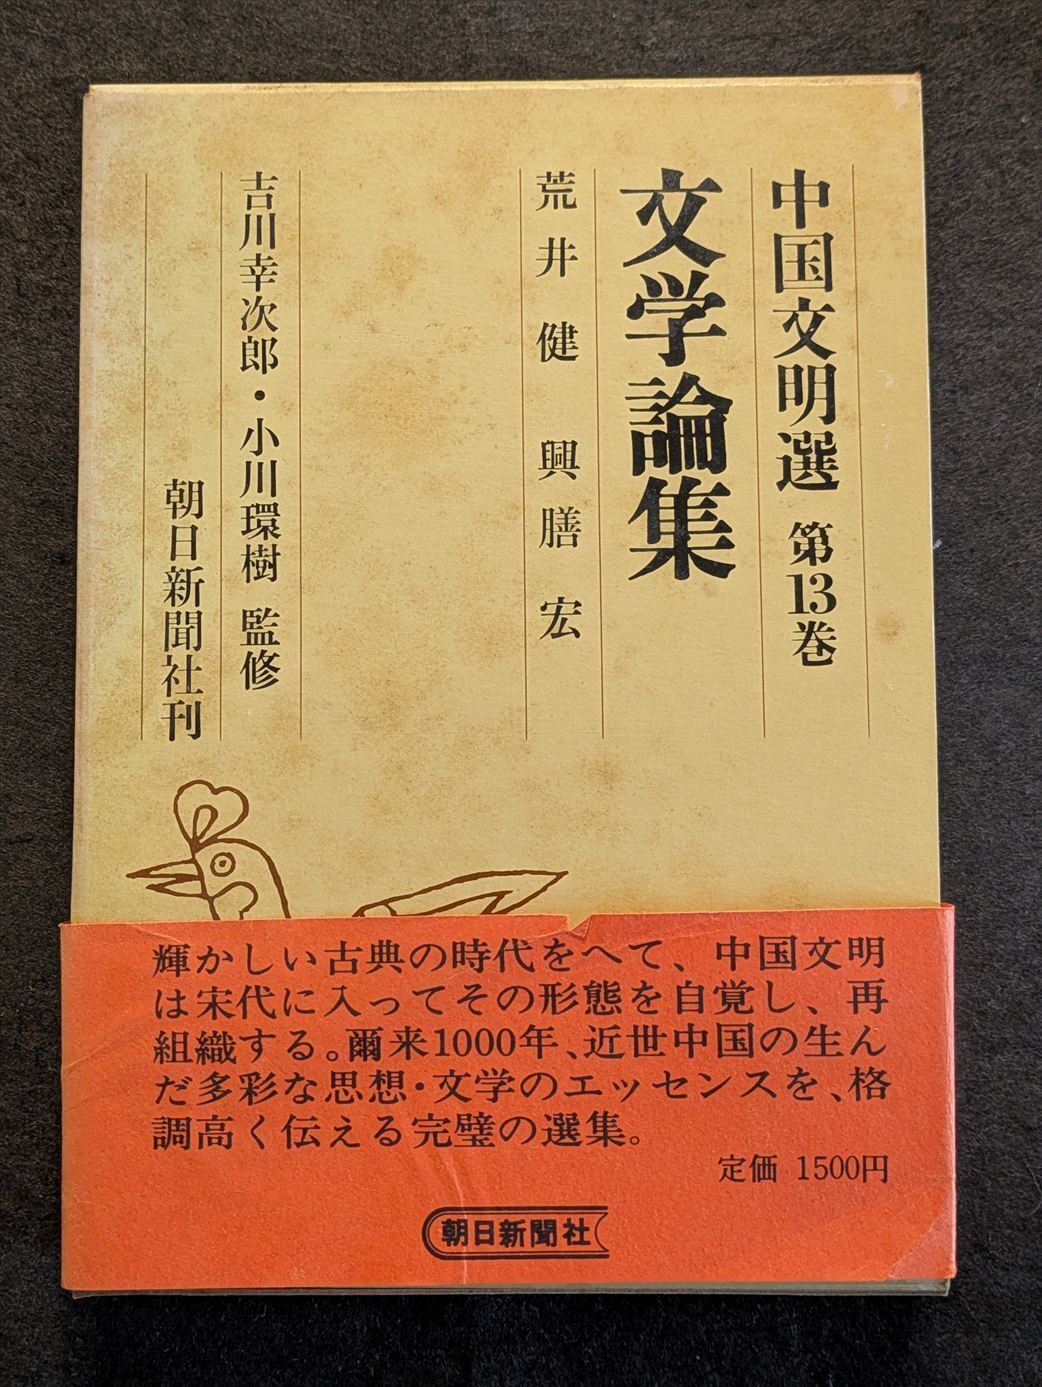 中国文明選 第13巻
文学論集
荒井健 興膳宏
吉川幸次郎・小川環樹 監修
朝日新聞社刊
輝かしい古典の時代をへて、中国文明
は宋代に入ってその形態を自覚し、再
組織する。爾来1000年、近世中国の生ん
だ多彩な思想・文学のエッセンスを、格
調高く伝える完璧の選集。
定価 1500円
朝日新聞社